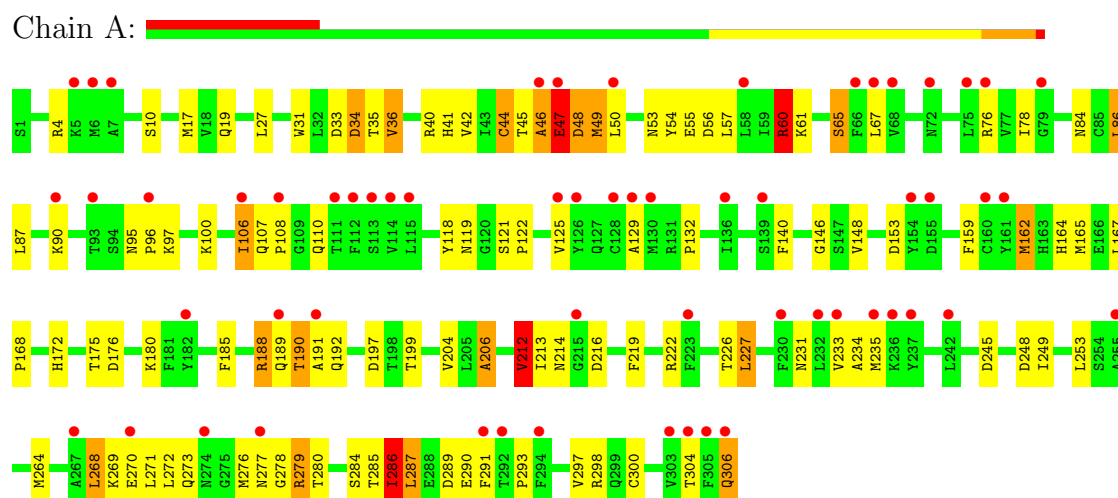 Chain A:
S1 R4 K5 M6 A7 S10 M17 V18 Q19 L27 W31 L32 D33 D34 T35 V36 R40 H41 V42 I43 C44 T45 A46 E47 D48 M49 L50 N53 Y54 E55 D56 L57 L58 I59 R60 K61 S65 F66 L67 V68 N72 L75 R76 V77 I78 G79 N84 C85 L86
L87 K90 T93 S94 N95 P96 K97 K100 I106 Q107 P108 G109 Q110 T111 F112 S113 V114 L115 Y118 N119 G120 S121 P122 V125 Y126 Q127 C128 A129 M130 R131 P132 I136 S139 F140 G146 S147 V148 D153 Y154 D155 F159 C160 Y161 M162 H163 H164 M165 E166 L167
P168 H172 T175 D176 K180 F181 Y182 F185 R188 Q189 T190 A191 Q192 D197 T198 T199 V204 L205 A206 V212 I213 N214 G215 D216 F219 R222 F223 T226 L227 F230 N231 L232 V233 A234 M235 K236 Y237 L242 D245 D248 I249 L253 S254 A255
M264 A267 L268 K269 E270 L271 L272 Q273 N274 G275 M276 N277 G278 R279 T280 S284 T285 I286 L287 E288 D289 E290 F291 T292 P293 F294 V297 R298 Q299 C300 V303 T304 F305 Q306